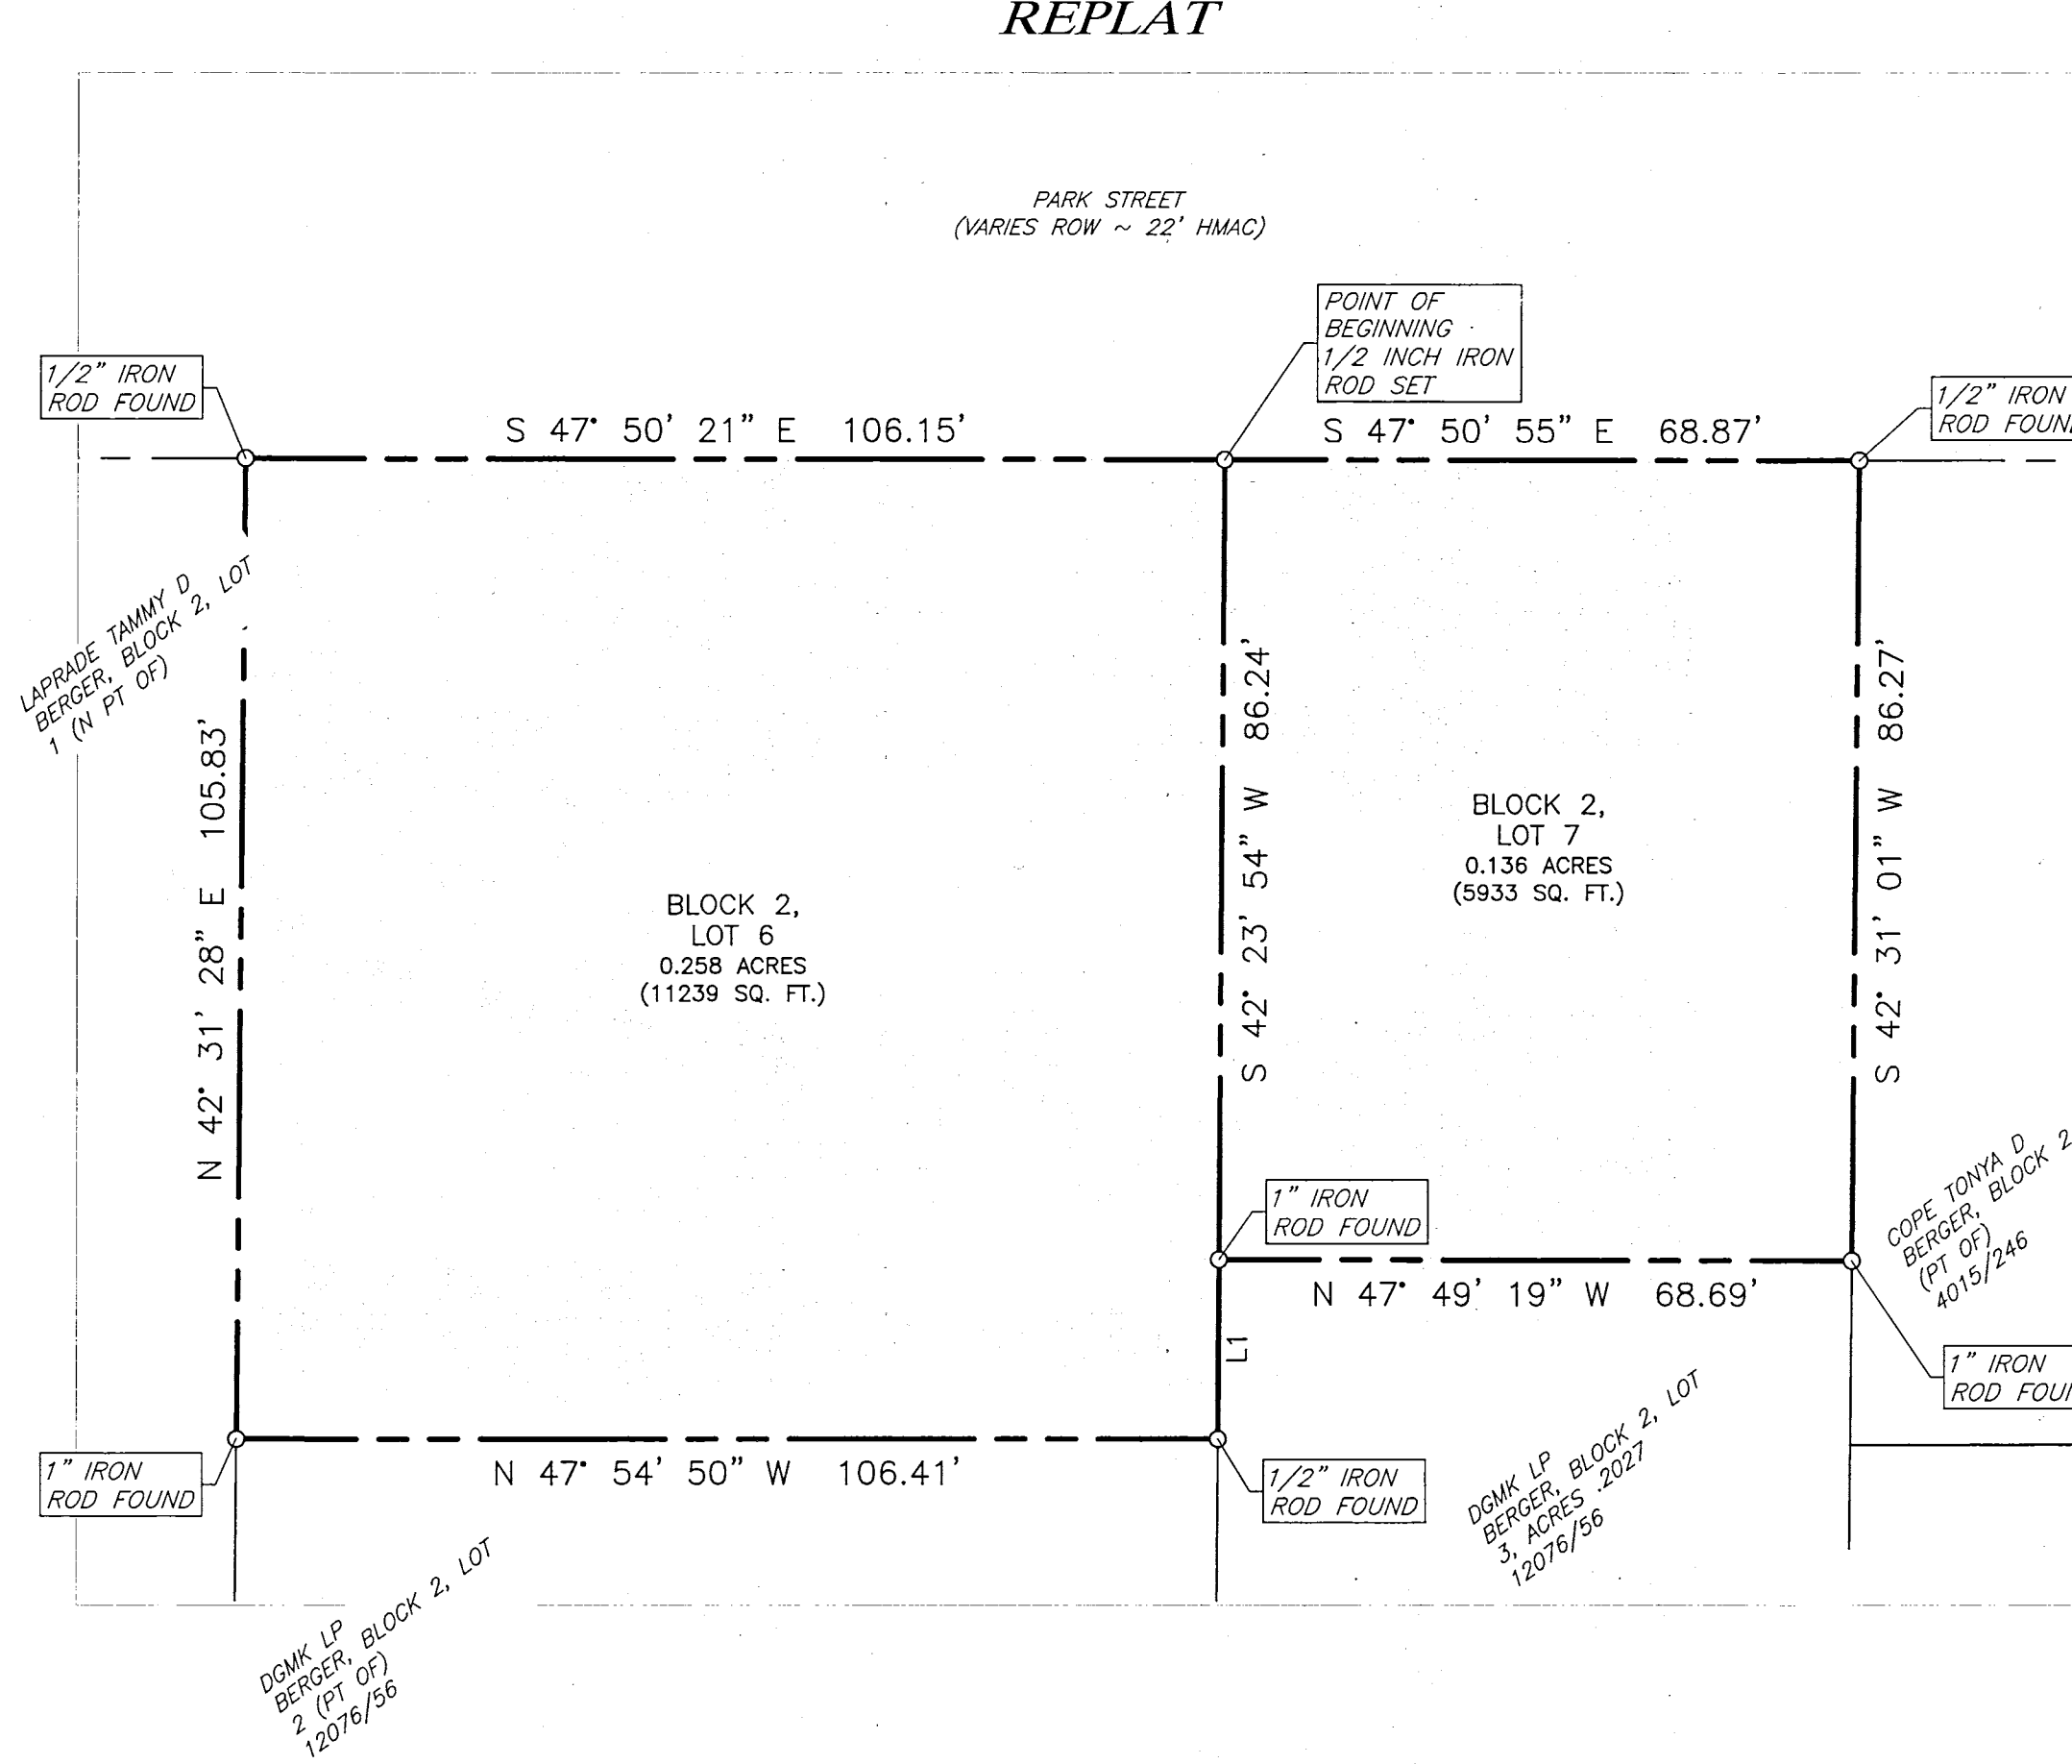 REPLAT
PARK STREET
(VARIES ROW ~ 22' HMAC)
POINT OF
BEGINNING
1/2 INCH IRON
ROD SET
1/2" IRON
ROD FOUND
1/2" IRON
ROD FOUN
S 47° 50' 21" E 106.15'
S 47° 50' 55" E 68.87'
LAPRADE TAMMY D
BERGER, BLOCK 2, LOT
1 (N PT OF)
N 42° 31' 28" E 105.83'
S 42° 23' 54" W 86.24'
S 42° 31' 01" W 86.27'
BLOCK 2,
LOT 7
0.136 ACRES
(5933 SQ. FT.)
BLOCK 2,
LOT 6
0.258 ACRES
(11239 SQ. FT.)
1" IRON
ROD FOUND
COPE TONYA D
BERGER, BLOCK 2
(PT OF)
4015/246
N 47° 49' 19" W 68.69'
L1
1" IRON
ROD FOU
1" IRON
ROD FOUND
N 47° 54' 50" W 106.41'
1/2" IRON
ROD FOUND
DGMK LP
BERGER, BLOCK 2, LOT
3, ACRES .2027
12076/56
DGMK LP
BERGER, BLOCK 2, LOT
2 (PT OF)
12076/56